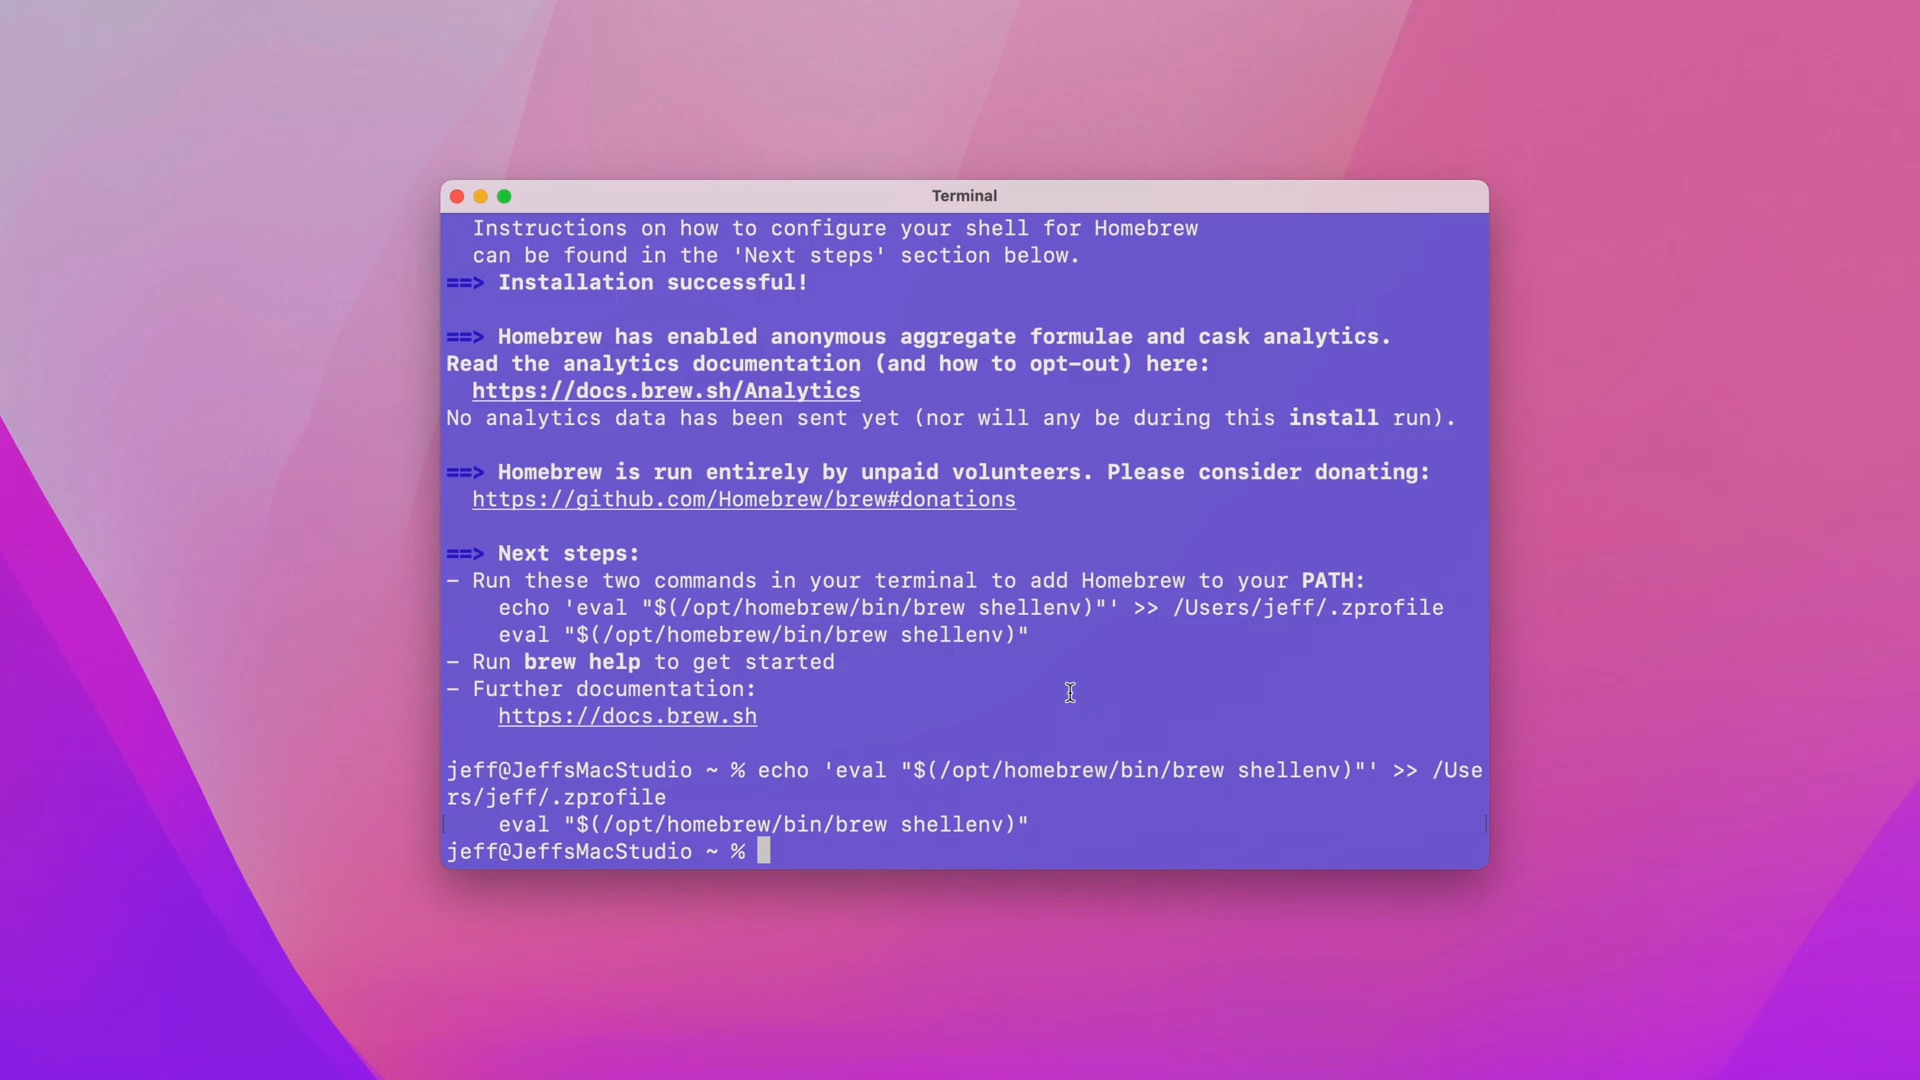 Terminal
Instructions on how to configure your shell for Homebrew
can be found in the 'Next steps' section below.
==> Installation successful!
==> Homebrew has enabled anonymous aggregate formulae and cask analytics.
Read the analytics documentation (and how to opt-out) here:
https://docs.brew.sh/Analytics
No analytics data has been sent yet (nor will any be during this install run).
==> Homebrew is run entirely by unpaid volunteers. Please consider donating:
https://github.com/Homebrew/brew#donations
==> Next steps:
- Run these two commands in your terminal to add Homebrew to your PATH:
echo 'eval "$(/opt/homebrew/bin/brew shellenv)"' >> /Users/jeff/.zprofile
eval "$(/opt/homebrew/bin/brew shellenv)"
- Run brew help to get started
- Further documentation:
https://docs.brew.sh
jeff@JeffsMacStudio ~ % echo 'eval "$(/opt/homebrew/bin/brew shellenv)"' >> /Use
rs/jeff/.zprofile
eval "$(/opt/homebrew/bin/brew shellenv)"
jeff@JeffsMacStudio ~ %